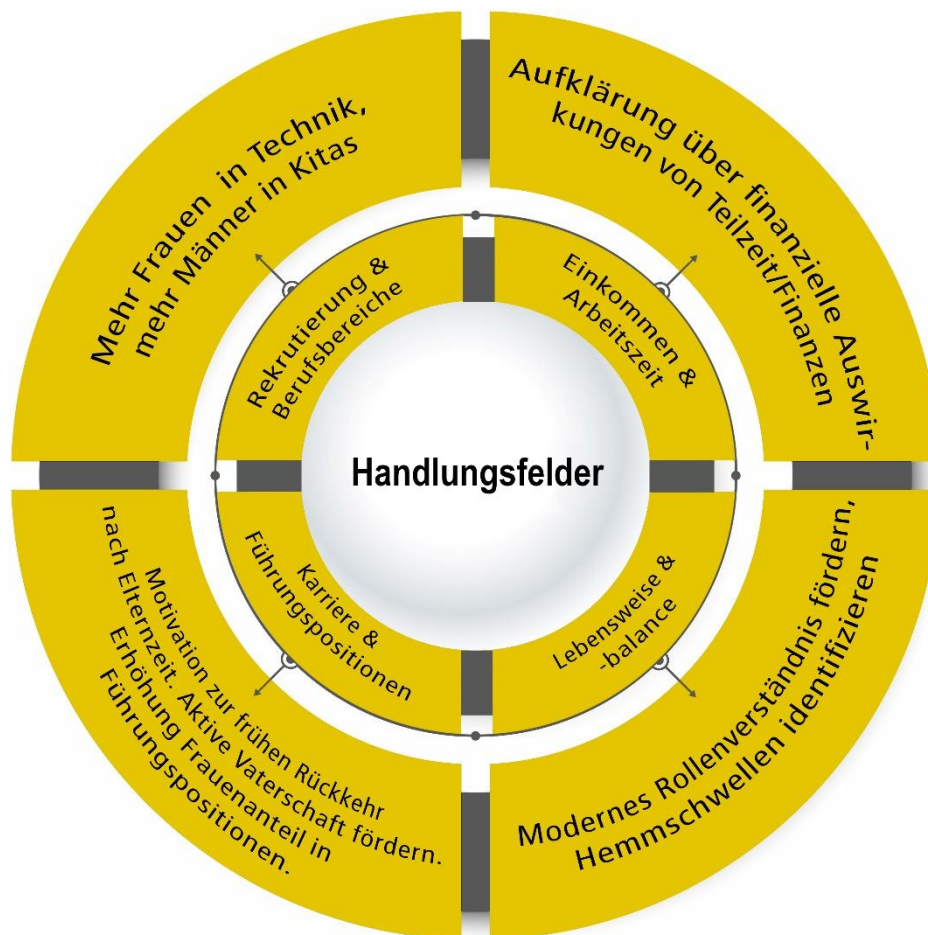 Mehr Frauen in Technik,
mehr Männer in Kitas
Aufklärung über finanzielle Auswir-
kungen von Teilzeit/Finanzen
Rekrutierung &
Berufsbereiche
Einkommen &
Arbeitszeit
Handlungsfelder
Karriere &
Führungspositionen
Lebensweise &
-balance
Motivation zur frühen Rückkehr
nach Elternzeit. Aktive Vaterschaft fördern.
Erhöhung Frauenanteil in
Führungspositionen.
Modernes Rollenverständnis fördern,
Hemmschwellen identifizieren